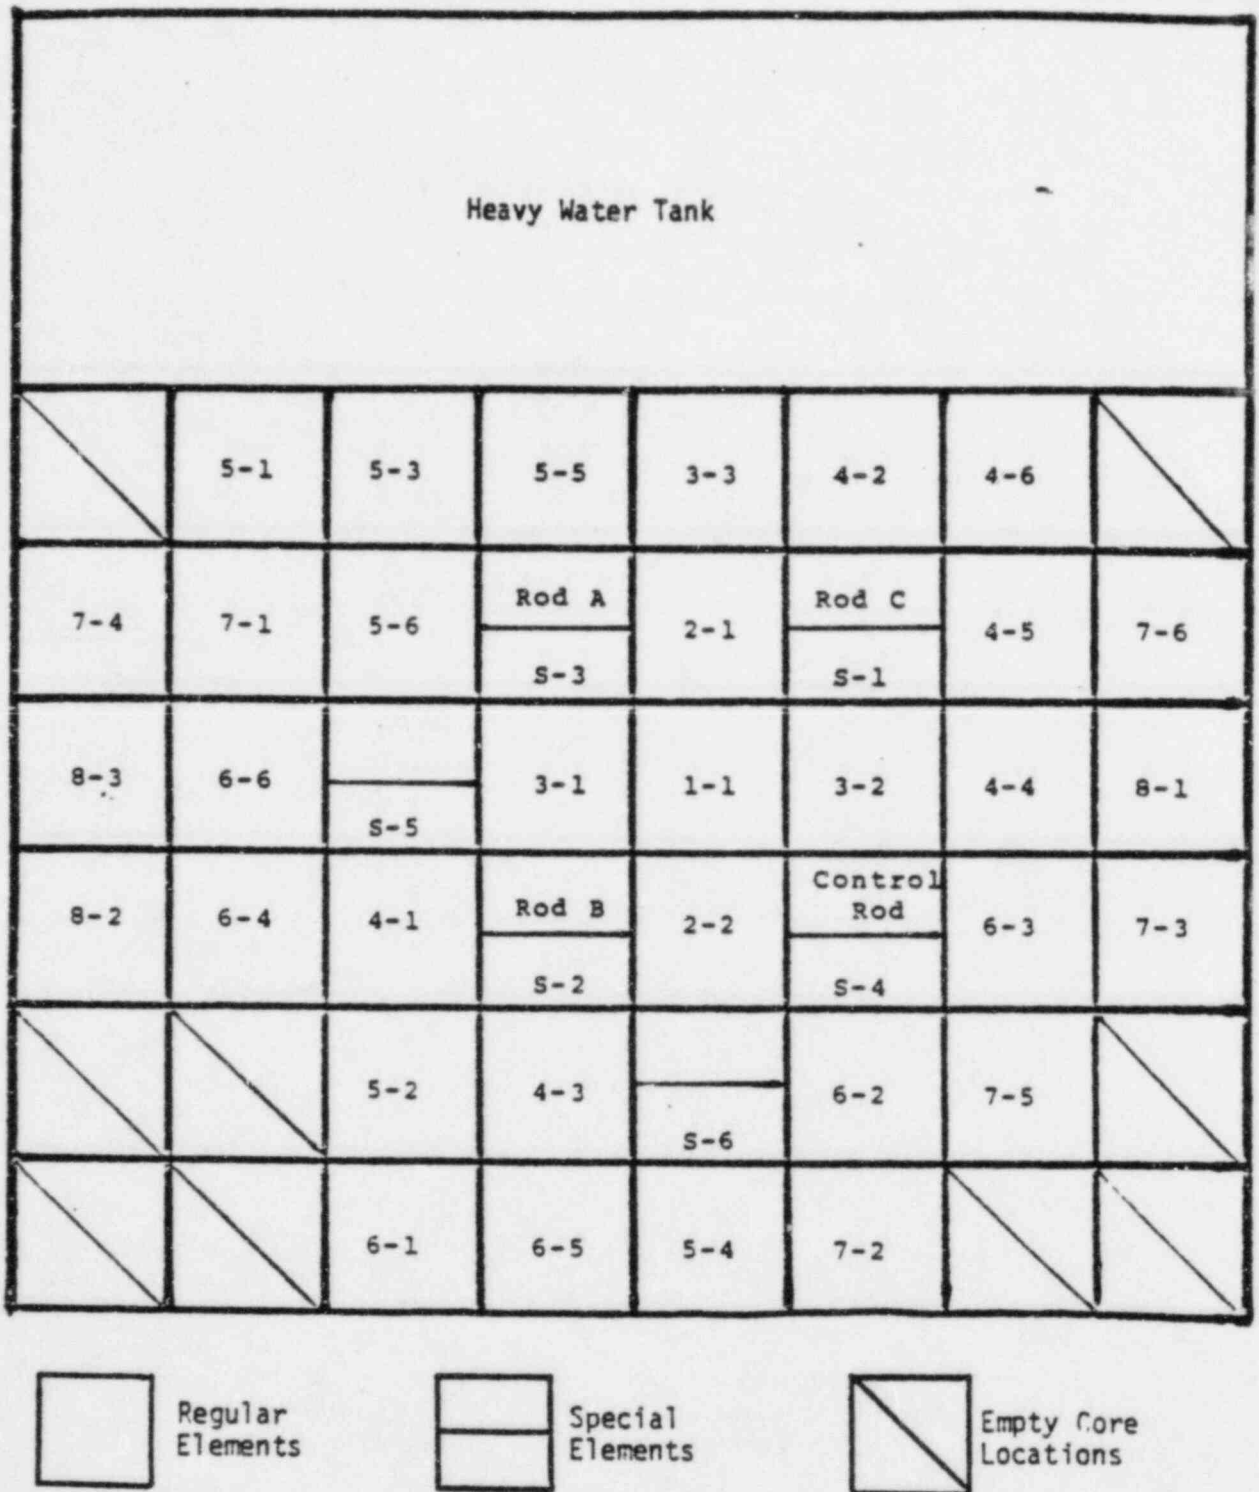 Heavy Water Tank
5-1 5-3 5-5 3-3 4-2 4-6
7-4 7-1 5-6 Rod A 2-1 Rod C 4-5 7-6
S-3 S-1
8-3 6-6 3-1 1-1 3-2 4-4 8-1
S-5
8-2 6-4 4-1 Rod B 2-2 Control 6-3 7-3
Rod
S-2 S-4
5-2 4-3 6-2 7-5
S-6
6-1 6-5 5-4 7-2
Regular Special Empty Core
Elements Elements Locations